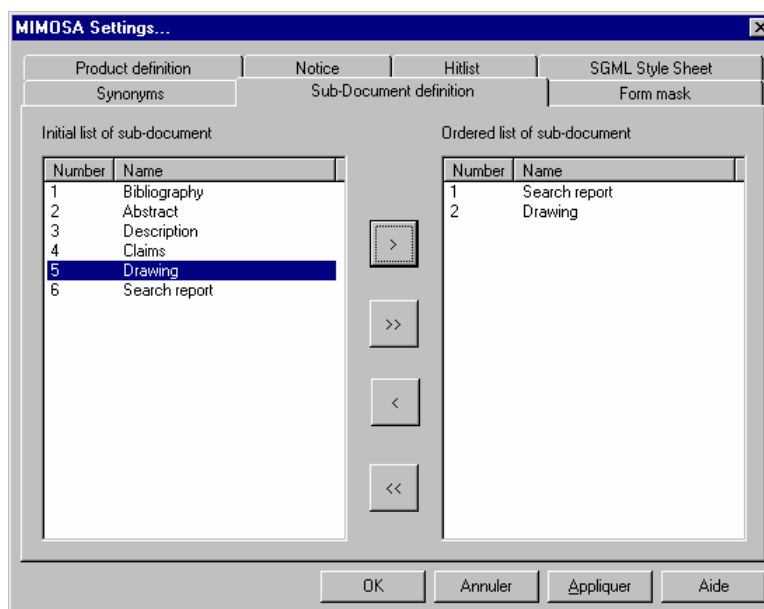 MIMOSA Settings...
Product definition Notice Hitlist SGML Style Sheet
Synonyms Sub-Document definition Form mask
Initial list of sub-document Ordered list of sub-document
Number Name Number Name
1 Bibliography 1 Search report
2 Abstract 2 Drawing
3 Description
4 Claims
5 Drawing
6 Search report
>
>>
<
<<
OK Annuler Appliquer Aide